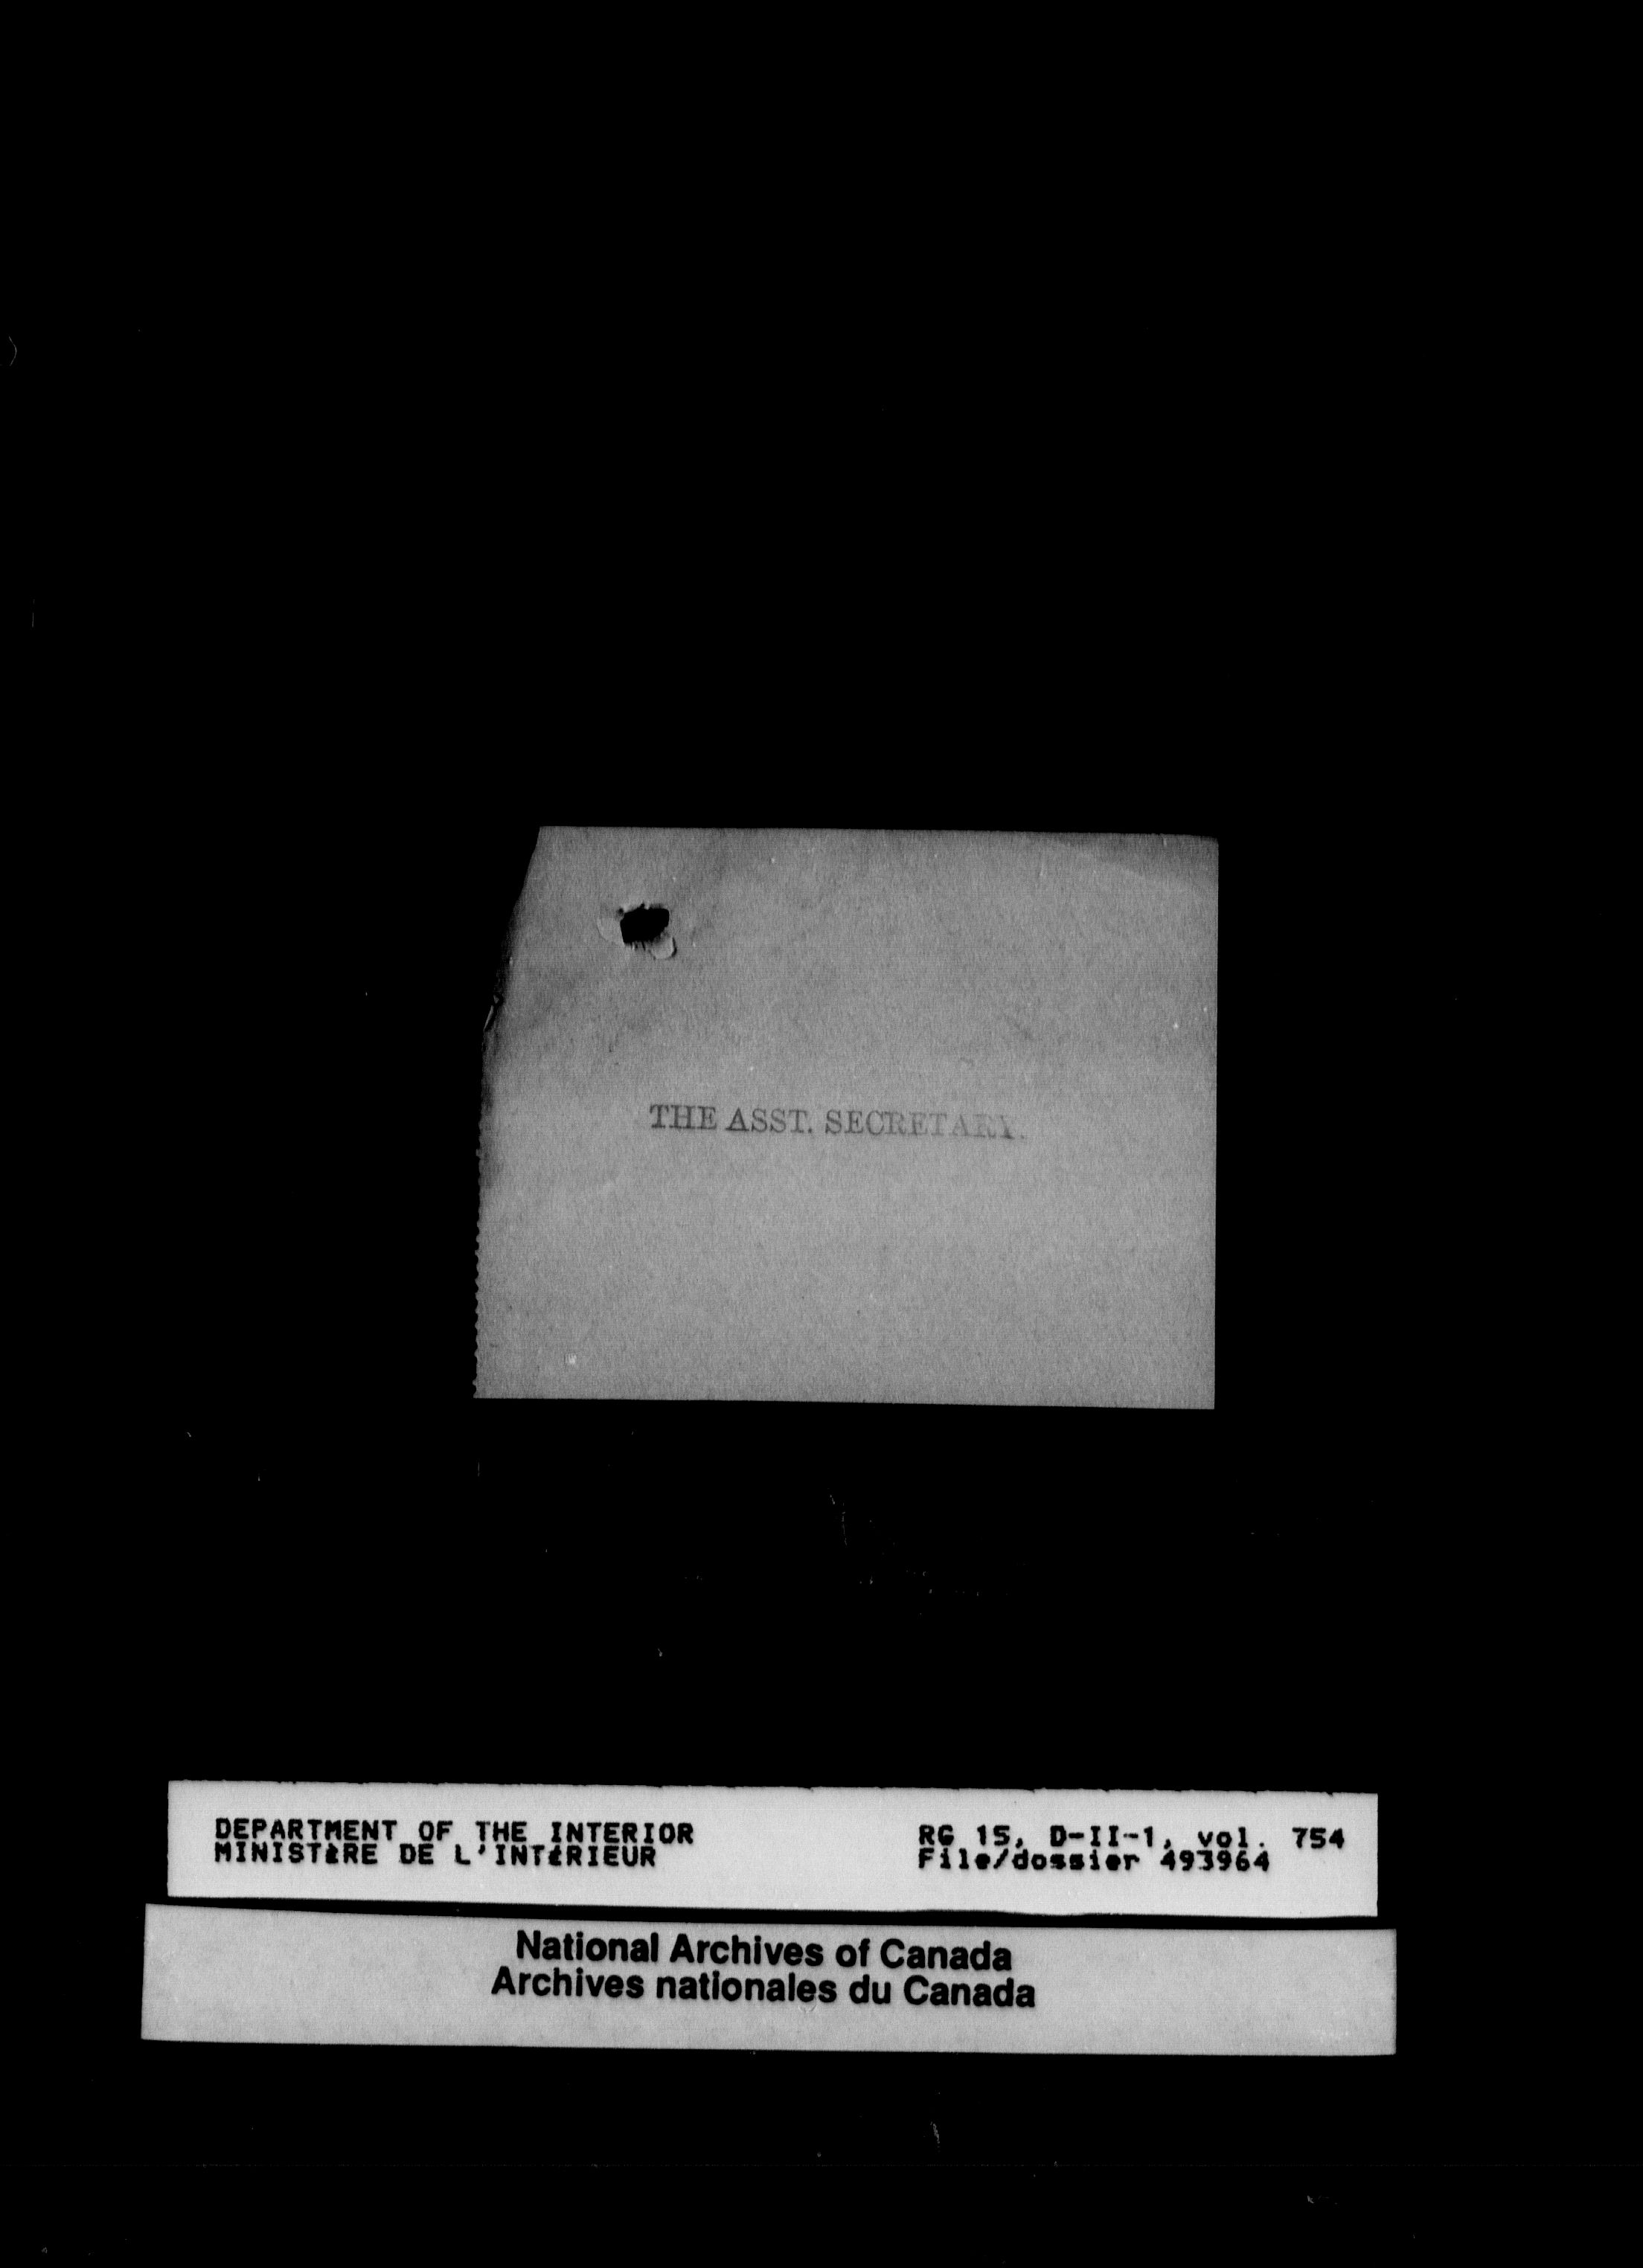 THE ASST. SECRETARY.
DEPARTMENT OF THE INTERIOR
MINISTèRE DE L'INTéRIEUR
RG 15, D-II-1, vol. 754
File/dossier 493964
National Archives of Canada
Archives nationales du Canada